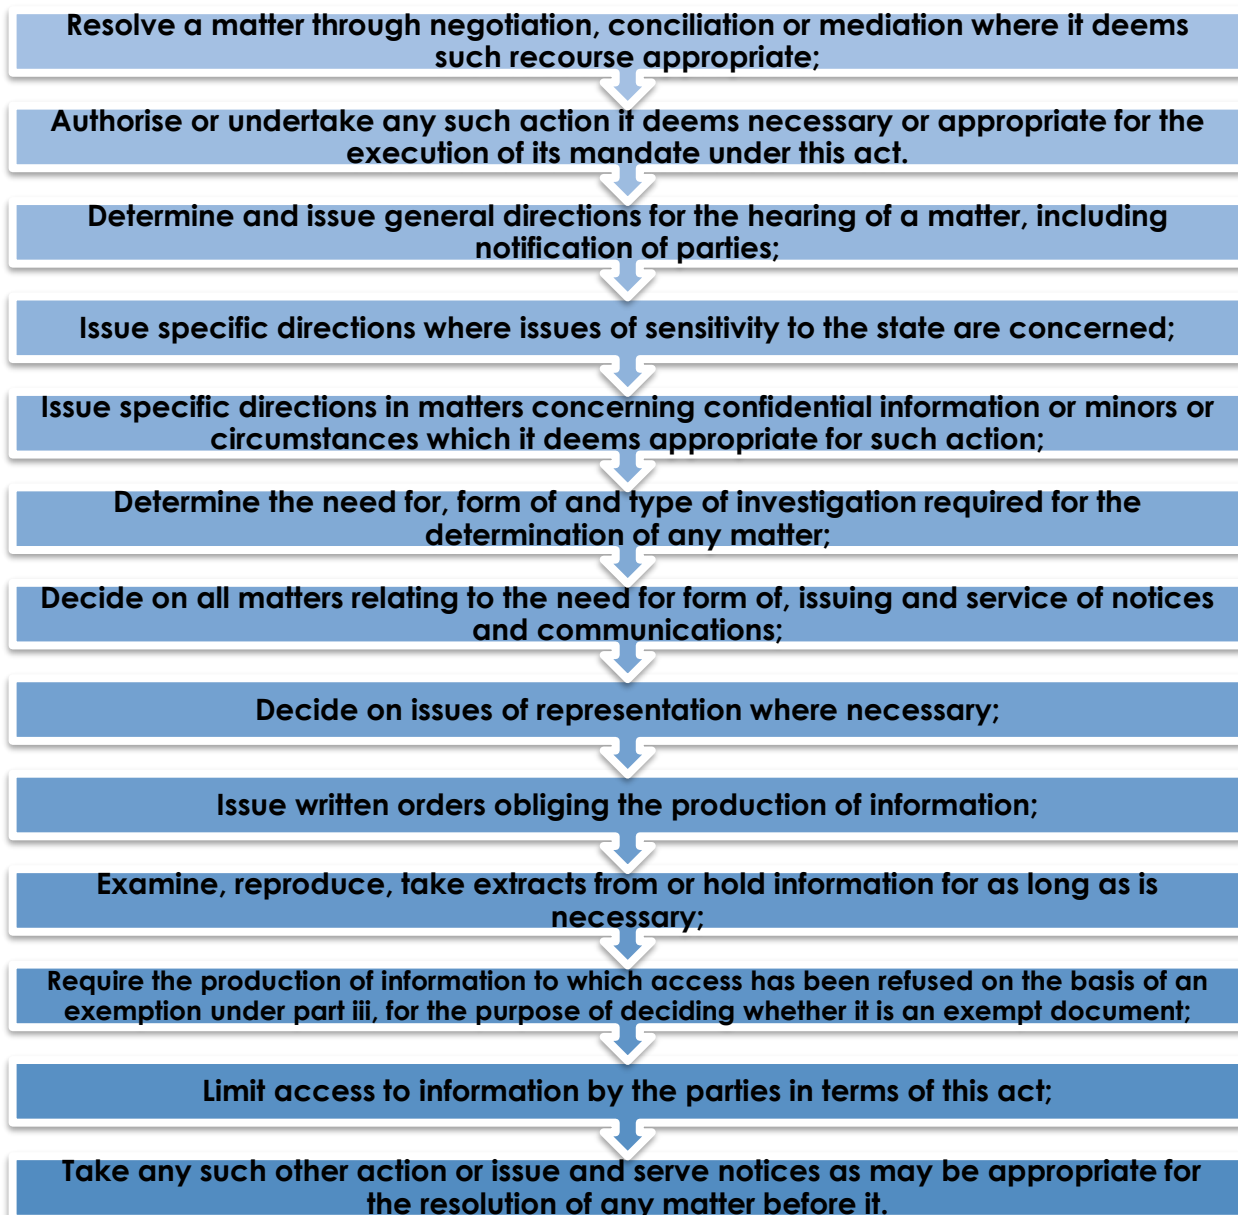 Resolve a matter through negotiation, conciliation or mediation where it deems
such recourse appropriate;
Authorise or undertake any such action it deems necessary or appropriate for the
execution of its mandate under this act.
Determine and issue general directions for the hearing of a matter, including
notification of parties;
Issue specific directions where issues of sensitivity to the state are concerned;
Issue specific directions in matters concerning confidential information or minors or
circumstances which it deems appropriate for such action;
Determine the need for, form of and type of investigation required for the
determination of any matter;
Decide on all matters relating to the need for form of, issuing and service of notices
and communications;
Decide on issues of representation where necessary;
Issue written orders obliging the production of information;
Examine, reproduce, take extracts from or hold information for as long as is
necessary;
Require the production of information to which access has been refused on the basis of an
exemption under part iii, for the purpose of deciding whether it is an exempt document;
Limit access to information by the parties in terms of this act;
Take any such other action or issue and serve notices as may be appropriate for
the resolution of any matter before it.